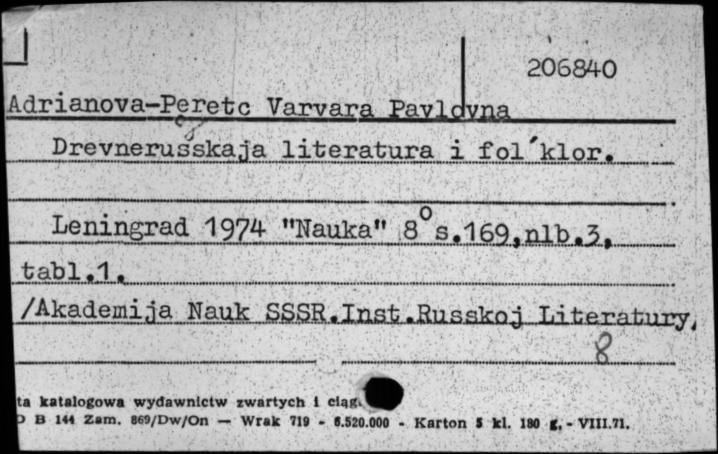 206840
Adrianova-Peretc Varvara Pavlovna
Drevnerusskaja literatura i fol'klor.
Leningrad 1974 "Nauka" 8° s.169,nlb.3,
tabl.1.
/Akademija Nauk SSSR.Inst.Russkoj Literatury,
8
ta katalogowa wydawnictw zwartych i ciąg.
D B 144 Zam. 869/Dw/On — Wrak 719 - 6.520.000 - Karton 5 kl. 180 g. - VIII.71.